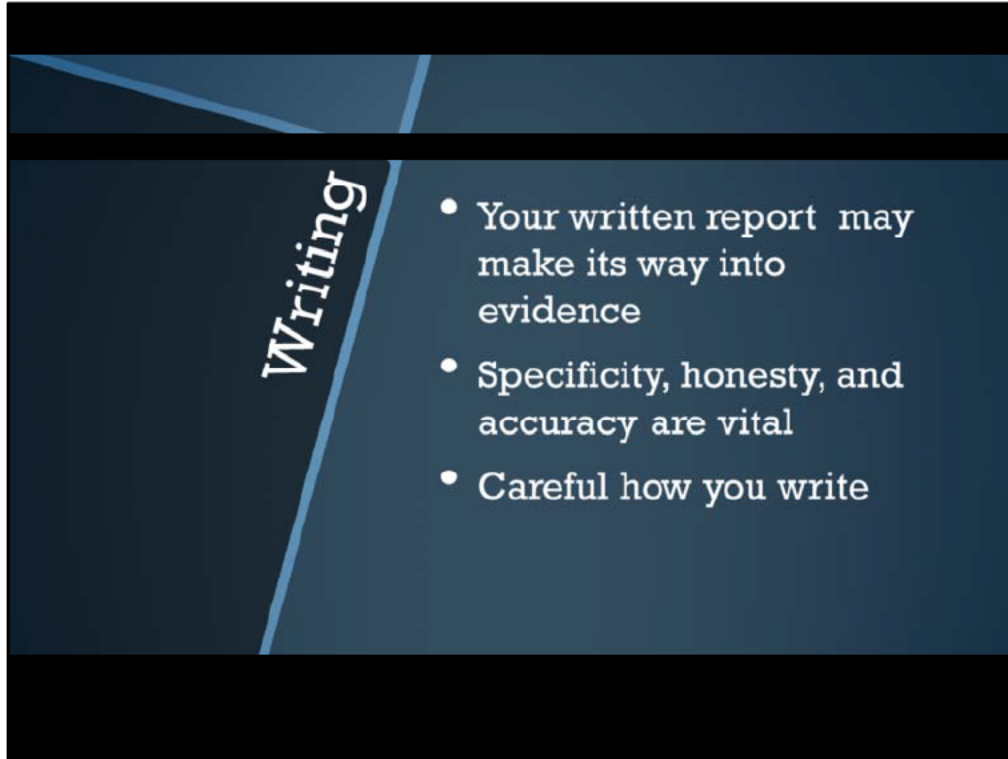 Writing
• Your written report  may
make its way into
evidence
• Specificity, honesty, and
accuracy are vital
• Careful how you write